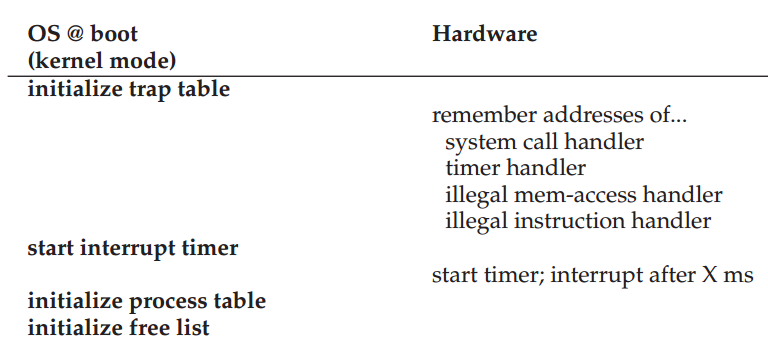 OS @ boot
Hardware
(kernel mode)
initialize trap table
remember addresses of...
system call handler
timer handler
illegal mem-access handler
illegal instruction handler
start interrupt timer
start timer; interrupt after X ms
initialize process table
initialize free list